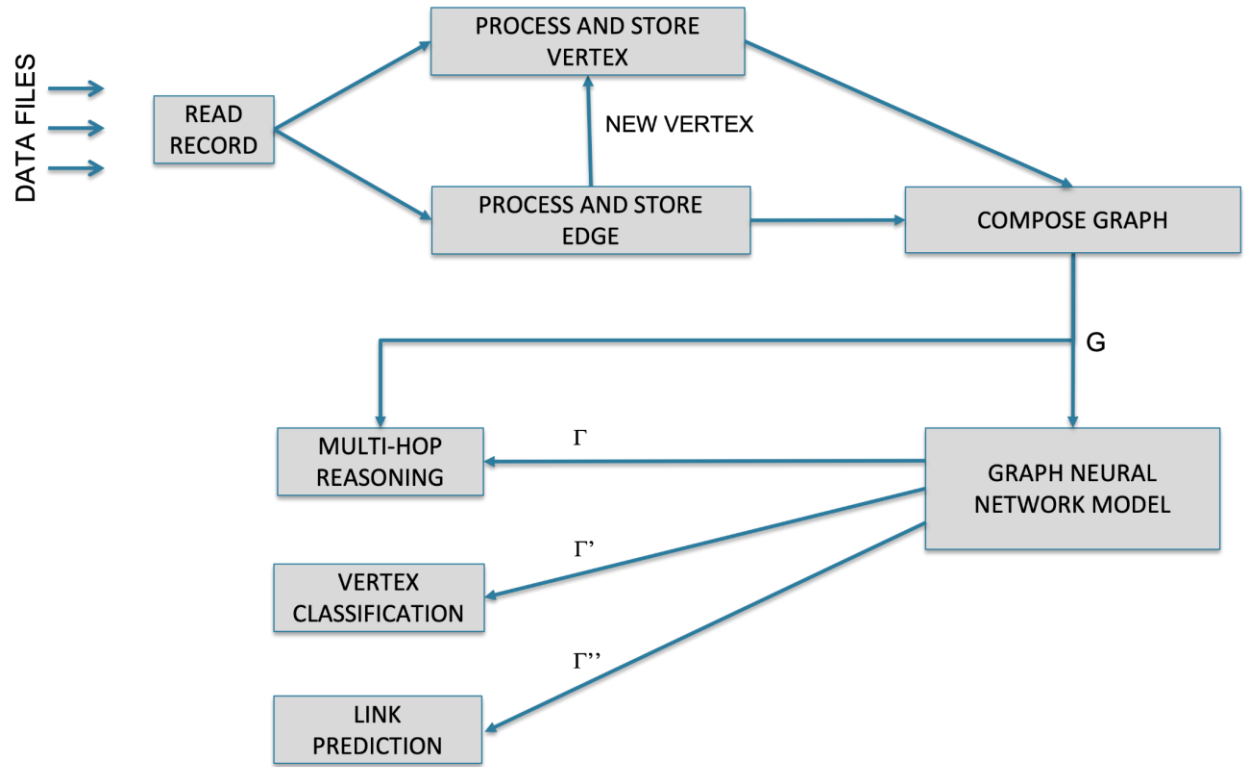 DATA FILES
READ
RECORD
PROCESS AND STORE
VERTEX
NEW VERTEX
PROCESS AND STORE
EDGE
COMPOSE GRAPH
G
MULTI-HOP
REASONING
Γ
GRAPH NEURAL
NETWORK MODEL
Γ’
VERTEX
CLASSIFICATION
Γ’’
LINK
PREDICTION